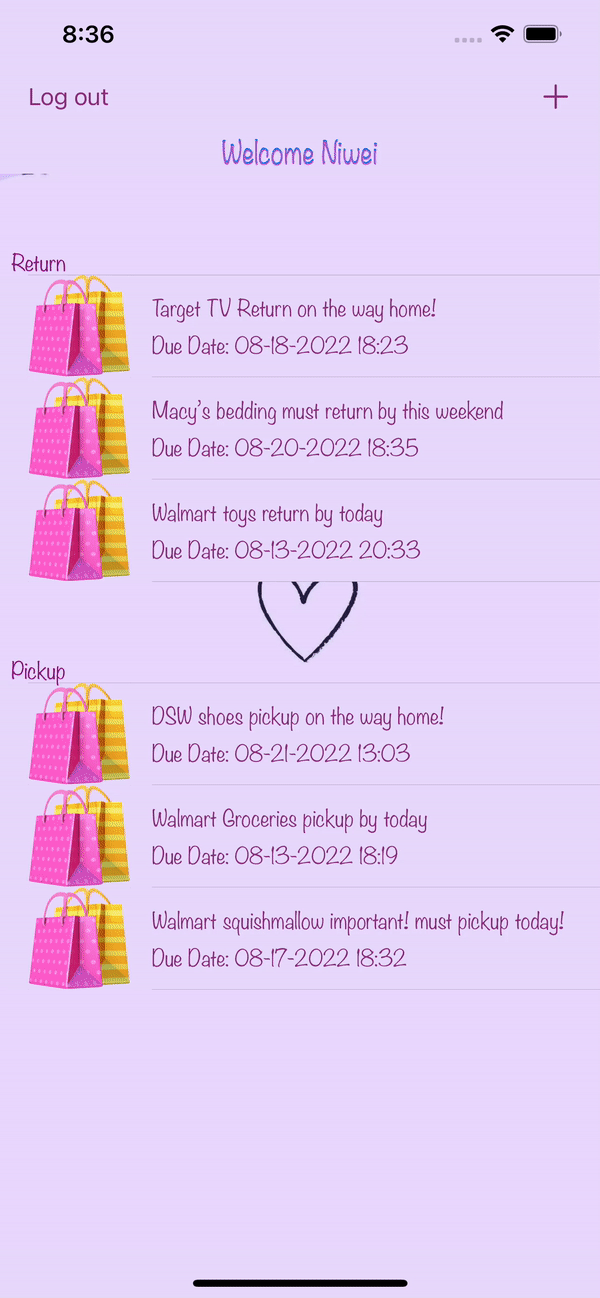 8:36
Log out
Welcome Niwei
Return
Target TV Return on the way home!
Due Date: 08-18-2022 18:23
Macy's bedding must return by this weekend
Due Date: 08-20-2022 18:35
Walmart toys return by today
Due Date: 08-13-2022 20:33
Pickup
DSW shoes pickup on the way home!
Due Date: 08-21-2022 13:03
Walmart Groceries pickup by today
Due Date: 08-13-2022 18:19
Walmart squishmallow important! must pickup today!
Due Date: 08-17-2022 18:32